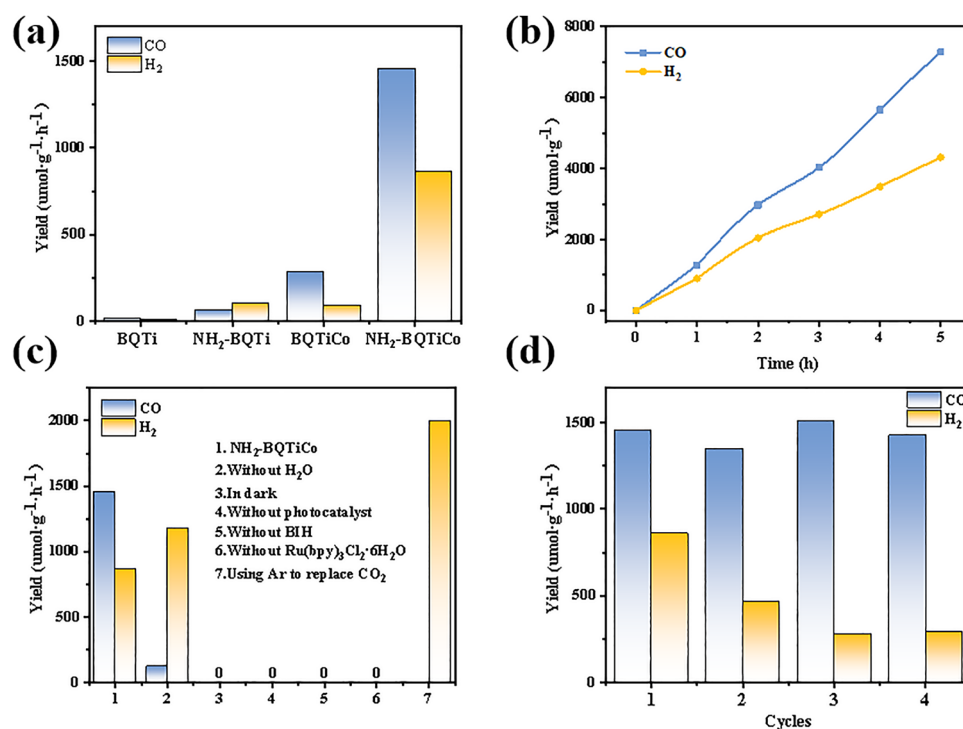 (a)
CO
H₂
1500
1000
500
0
Yield (umol·g⁻¹·h⁻¹)
BQTi NH₂-BQTi BQTiCo NH₂-BQTiCo
(b)
CO
H₂
8000
6000
4000
2000
0
Yield (umol·g⁻¹)
0 1 2 3 4 5
Time (h)
(c)
CO
H₂
2000
1500
1000
500
0
Yield (umol·g⁻¹·h⁻¹)
1. NH₂-BQTiCo
2.Without H₂O
3.In dark
4.Without photocatalyst
5.Without BIH
6.Without Ru(bpy)₃Cl₂·6H₂O
7.Using Ar to replace CO₂
0 0 0 0
1 2 3 4 5 6 7
(d)
CO
H₂
1500
1000
500
0
Yield (umol·g⁻¹·h⁻¹)
1 2 3 4
Cycles